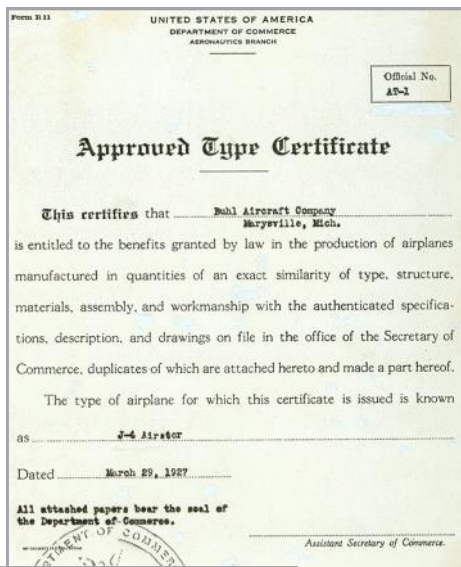 Form R 11
UNITED STATES OF AMERICA
DEPARTMENT OF COMMERCE
AERONAUTICS BRANCH
Official No.
AT-1
Approved Type Certificate
This certifies that Buhl Aircraft Company
Marysville, Mich.
is entitled to the benefits granted by law in the production of airplanes
manufactured in quantities of an exact similarity of type, structure,
materials, assembly, and workmanship with the authenticated specifica-
tions, description, and drawings on file in the office of the Secretary of
Commerce, duplicates of which are attached hereto and made a part hereof.
The type of airplane for which this certificate is issued is known
as J-4 Airster
Dated March 29, 1927
All attached papers bear the seal of
the Department of Commerce.
Assistant Secretary of Commerce.